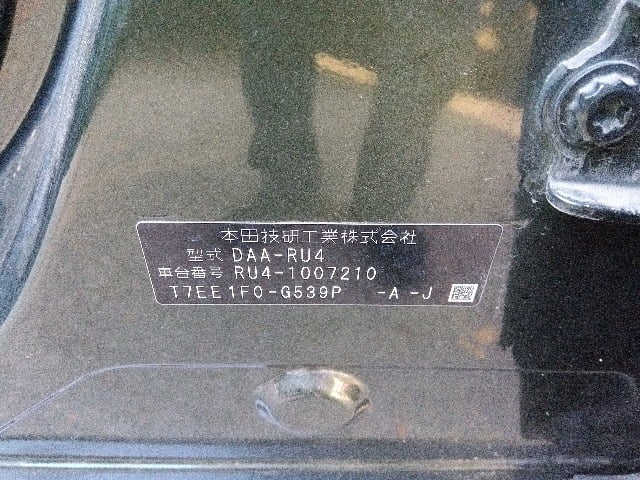 本田技研工業株式会社
型式 DAA-RU4
車台番号 RU4-1007210
T7EE1F0-G539P -A -J